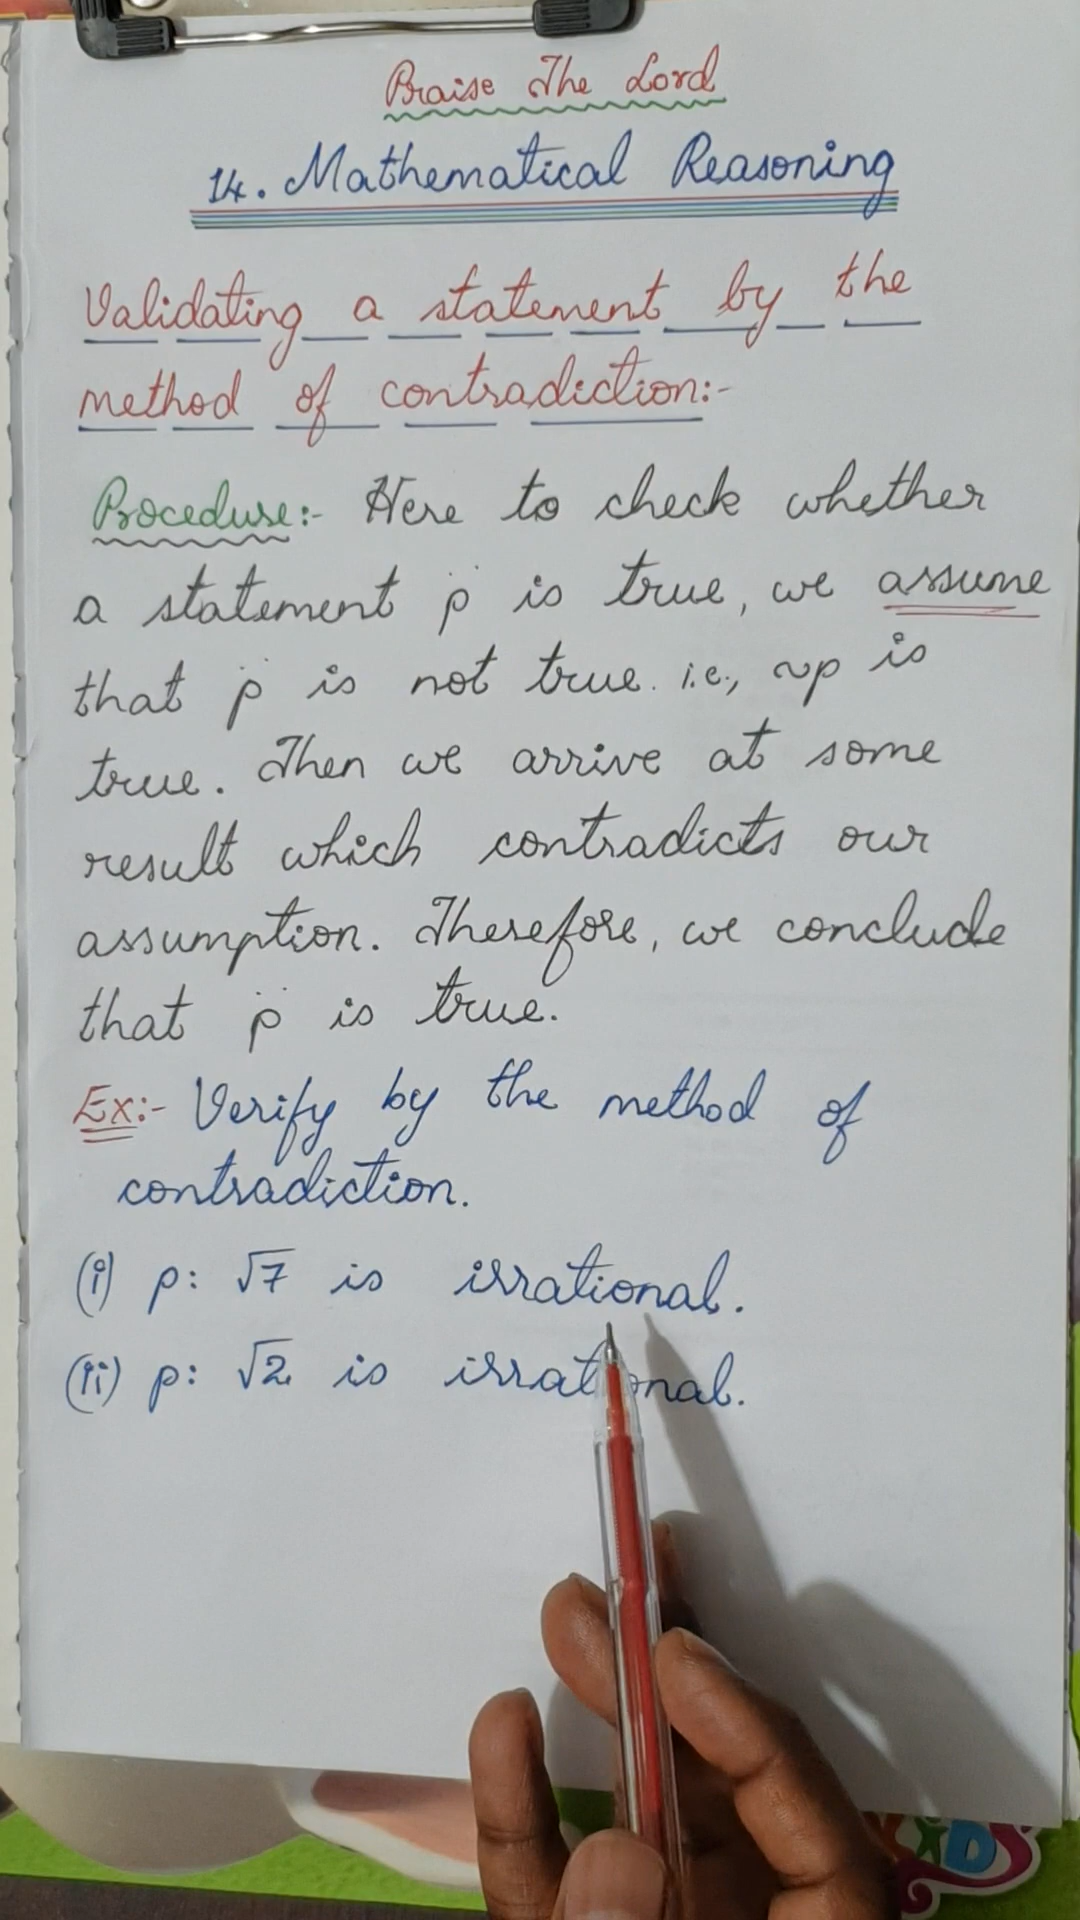 Praise The Lord
14. Mathematical Reasoning
Validating a statement by the
method of contradiction:-
Procedure:- Here to check whether
a statement p is true, we assume
that p is not true. i.e., ~p is
true. Then we arrive at some
result which contradicts our
assumption. Therefore, we conclude
that p is true.
Ex:- Verify by the method of
contradiction.
(i) p: √7 is irrational.
(ii) p: √2 is irrational.